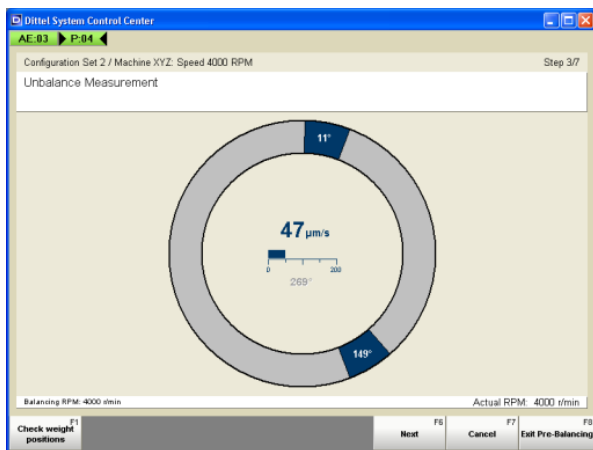 Dittel System Control Center
AE:03 P:04
Configuration Set 2 / Machine XYZ: Speed 4000 RPM Step 3/7
Unbalance Measurement
11°
47 µm/s
0 200
269°
149°
Balancing RPM: 4000 r/min Actual RPM: 4000 r/min
F1 F6 F7 F8
Check weight positions Next Cancel Exit Pre-Balancing